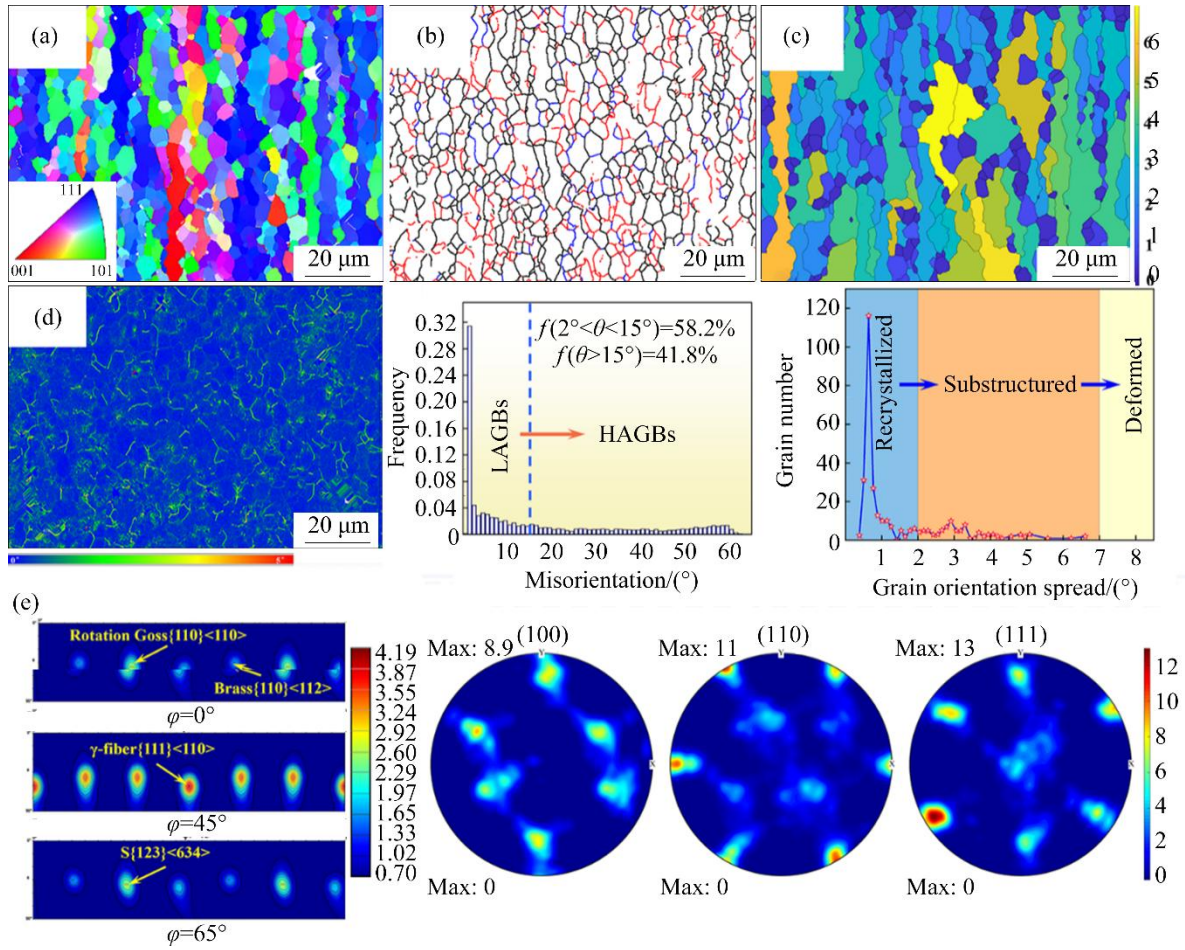 (a)
111
001
101
20 μm
(b)
20 μm
(c)
20 μm
6
5
4
3
2
1
0
(d)
20 μm
0°
5°
0.32
0.28
0.24
0.20
0.16
0.12
0.08
0.04
0
Frequency
f(2°<θ<15°)=58.2%
f(θ>15°)=41.8%
LAGBs
HAGBs
10 20 30 40 50 60
Misorientation/(°)
120
100
80
60
40
20
0
Grain number
Recrystallized
Substructured
Deformed
1 2 3 4 5 6 7 8
Grain orientation spread/(°)
(e)
Rotation Goss{110}<110>
Brass{110}<112>
φ=0°
γ-fiber{111}<110>
φ=45°
S{123}<634>
φ=65°
4.19
3.87
3.55
3.24
2.92
2.60
2.29
1.97
1.65
1.33
1.02
0.70
(100)
Max: 8.9
Y
X
Max: 0
(110)
Max: 11
Y
X
Max: 0
(111)
Max: 13
Y
X
Max: 0
12
10
8
6
4
2
0